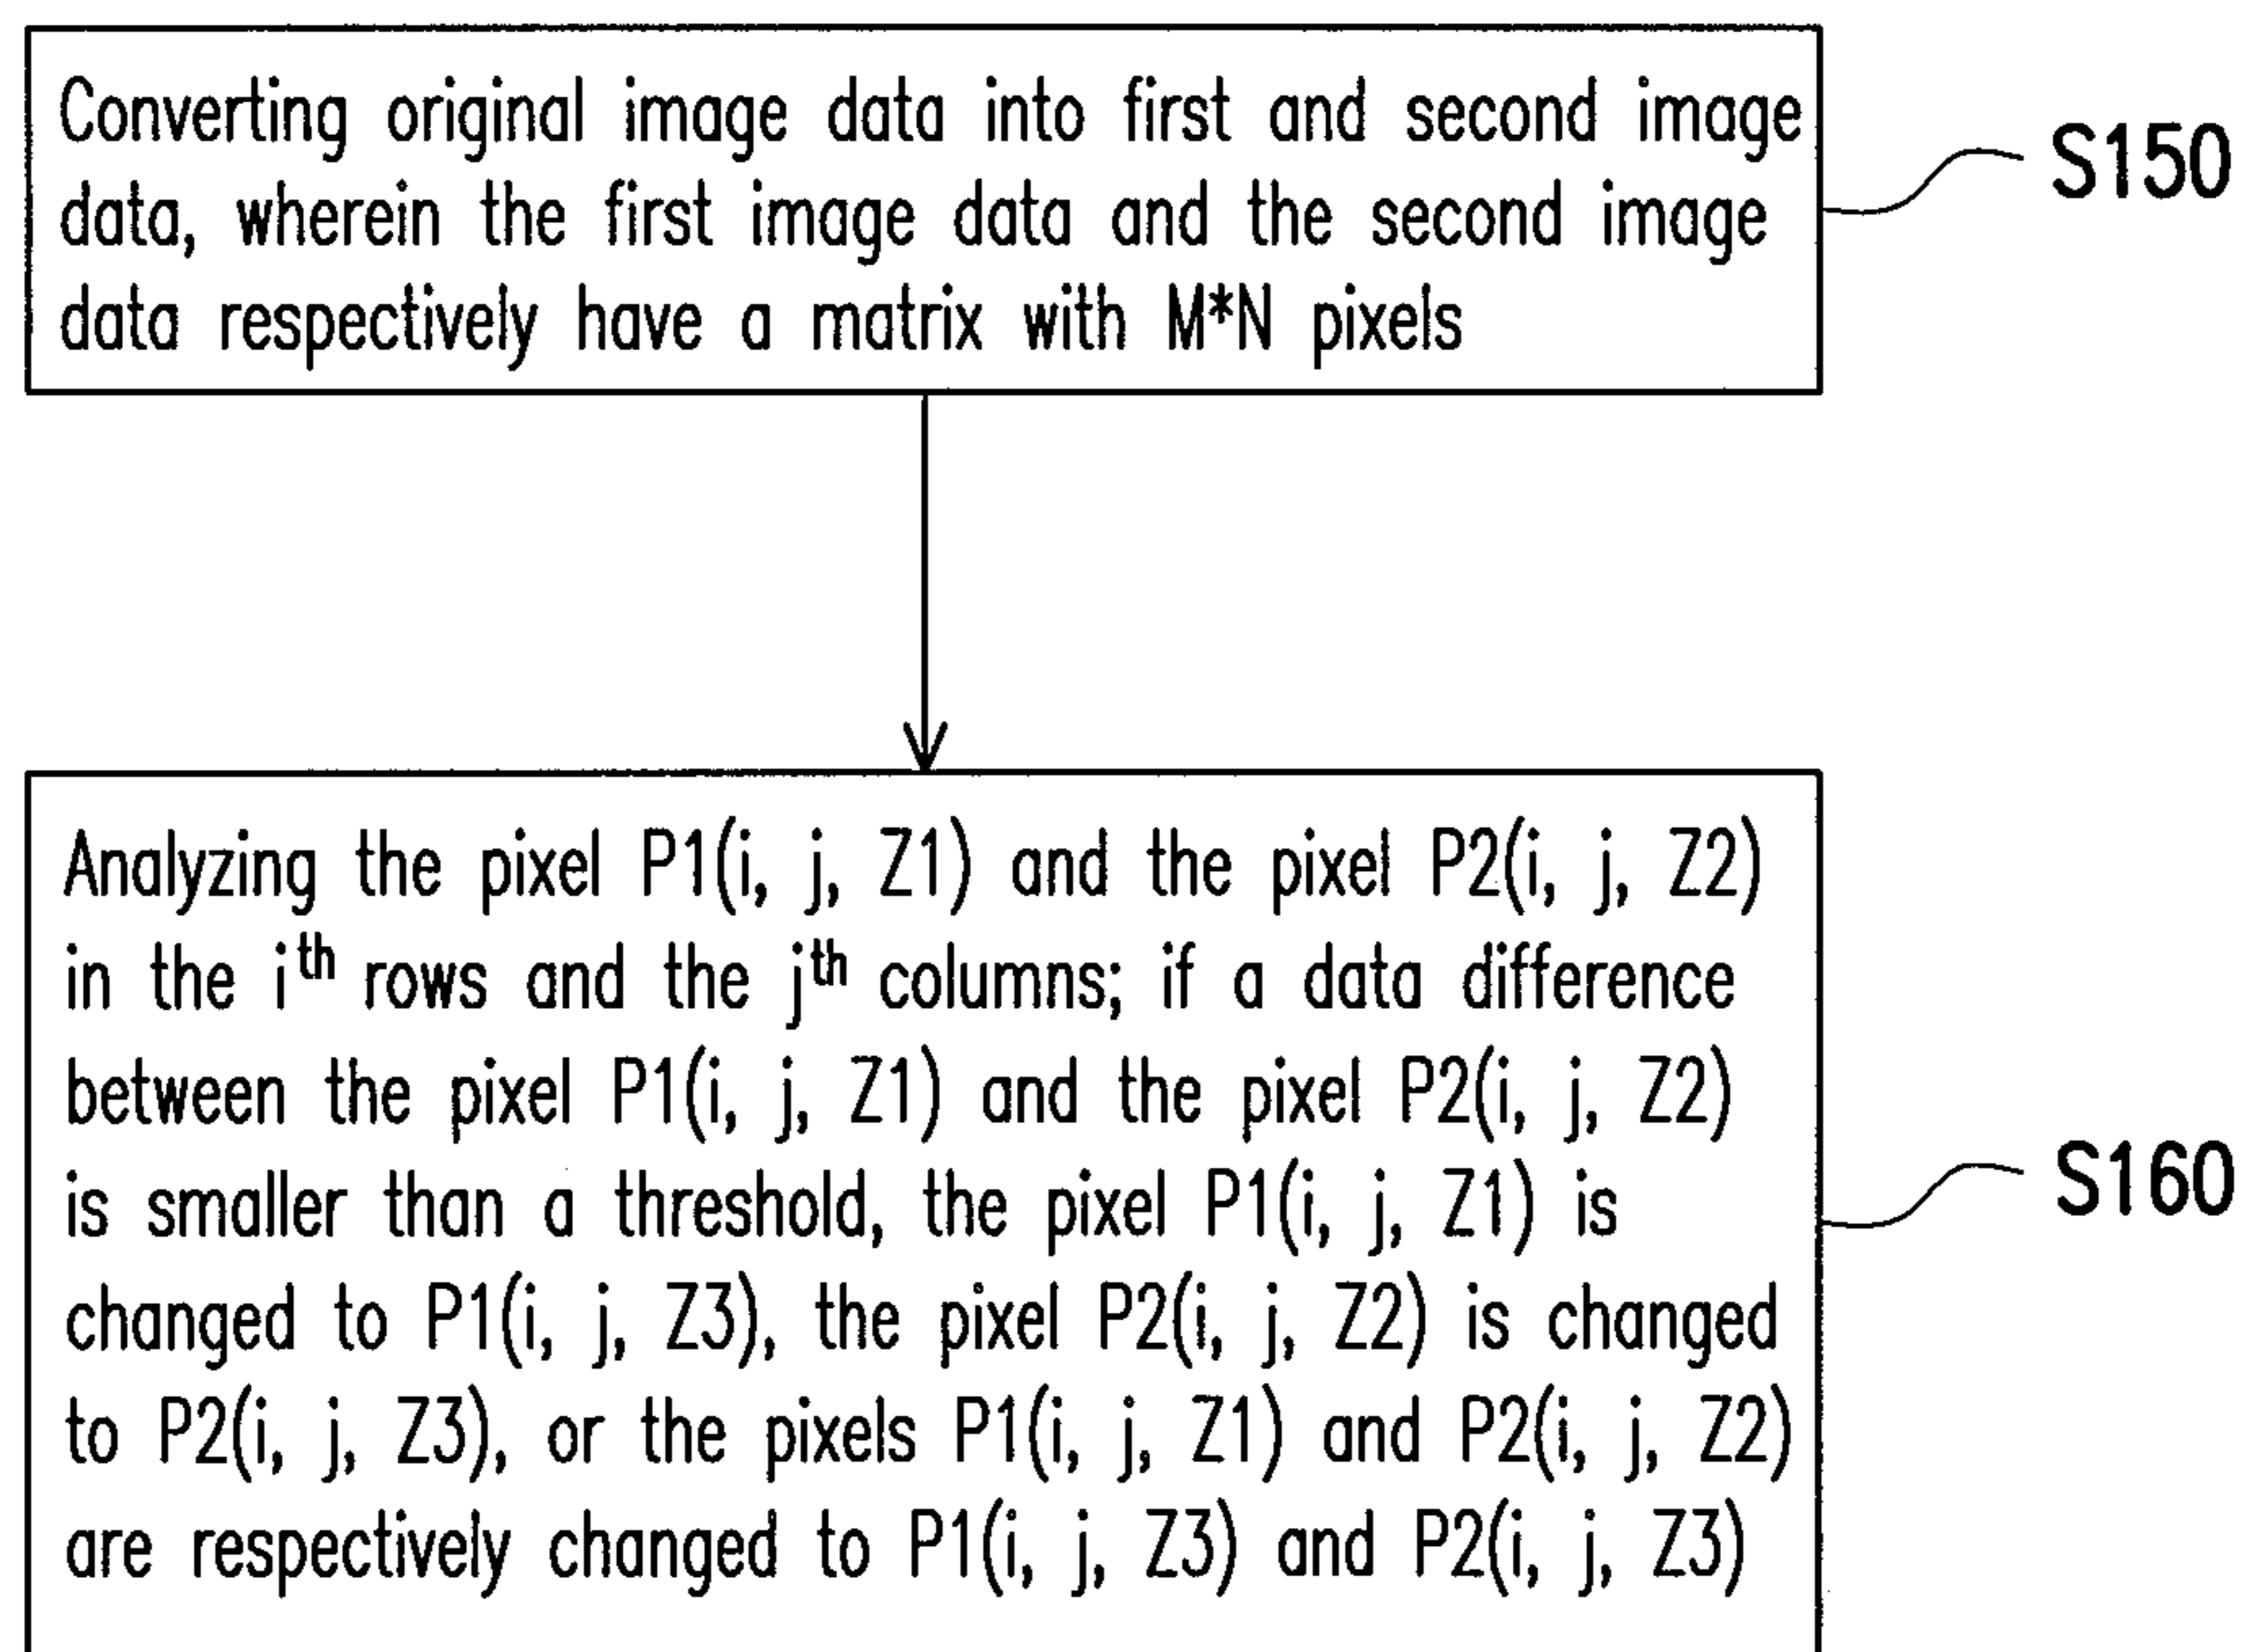 Converting original image data into first and second image
data, wherein the first image data and the second image
data respectively have a matrix with M*N pixels
S150
Analyzing the pixel P1(i, j, Z1) and the pixel P2(i, j, Z2)
in the i^th rows and the j^th columns; if a data difference
between the pixel P1(i, j, Z1) and the pixel P2(i, j, Z2)
is smaller than a threshold, the pixel P1(i, j, Z1) is
changed to P1(i, j, Z3), the pixel P2(i, j, Z2) is changed
to P2(i, j, Z3), or the pixels P1(i, j, Z1) and P2(i, j, Z2)
are respectively changed to P1(i, j, Z3) and P2(i, j, Z3)
S160